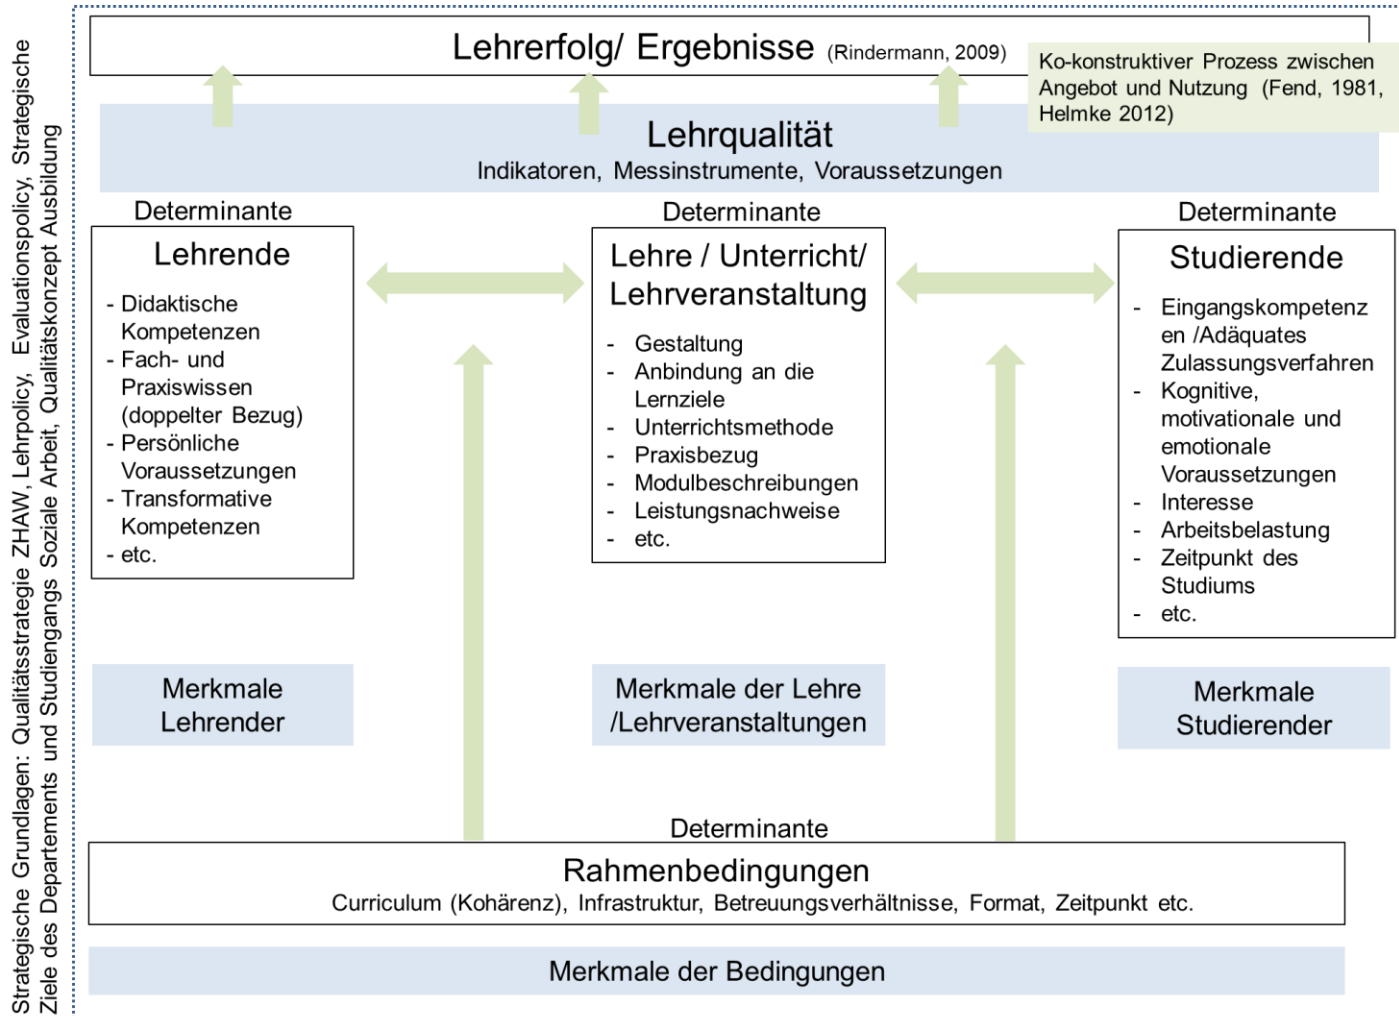 Strategische Grundlagen: Qualitätsstrategie ZHAW, Lehrpolicy, Evaluationspolicy, Strategische
Ziele des Departements und Studiengangs Soziale Arbeit, Qualitätskonzept Ausbildung
Lehrerfolg/ Ergebnisse (Rindermann, 2009)
Ko-konstruktiver Prozess zwischen
Angebot und Nutzung (Fend, 1981,
Helmke 2012)
Lehrqualität
Indikatoren, Messinstrumente, Voraussetzungen
Determinante
Lehrende
- Didaktische
Kompetenzen
- Fach- und
Praxiswissen
(doppelter Bezug)
- Persönliche
Voraussetzungen
- Transformative
Kompetenzen
- etc.
Determinante
Lehre / Unterricht/
Lehrveranstaltung
- Gestaltung
- Anbindung an die
Lernziele
- Unterrichtsmethode
- Praxisbezug
- Modulbeschreibungen
- Leistungsnachweise
- etc.
Determinante
Studierende
- Eingangskompetenz
en /Adäquates
Zulassungsverfahren
- Kognitive,
motivationale und
emotionale
Voraussetzungen
- Interesse
- Arbeitsbelastung
- Zeitpunkt des
Studiums
- etc.
Merkmale
Lehrender
Merkmale der Lehre
/Lehrveranstaltungen
Merkmale
Studierender
Determinante
Rahmenbedingungen
Curriculum (Kohärenz), Infrastruktur, Betreuungsverhältnisse, Format, Zeitpunkt etc.
Merkmale der Bedingungen